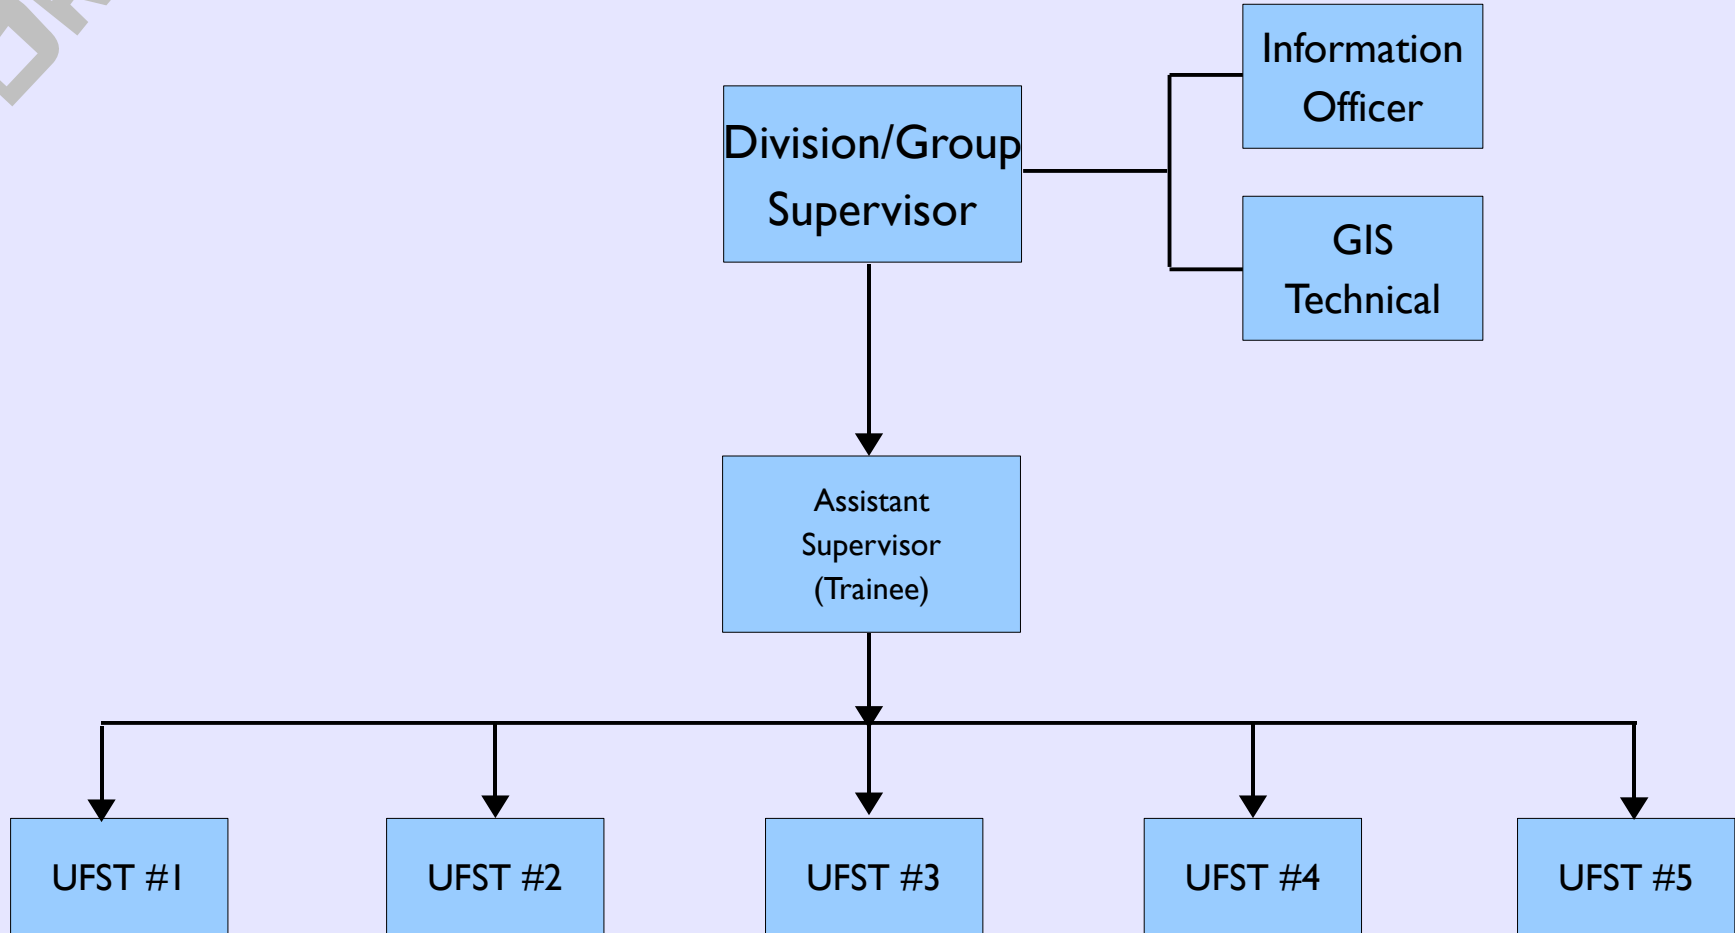 Information
Officer
Division/Group
Supervisor
GIS
Technical
Assistant
Supervisor
(Trainee)
UFST #1
UFST #2
UFST #3
UFST #4
UFST #5